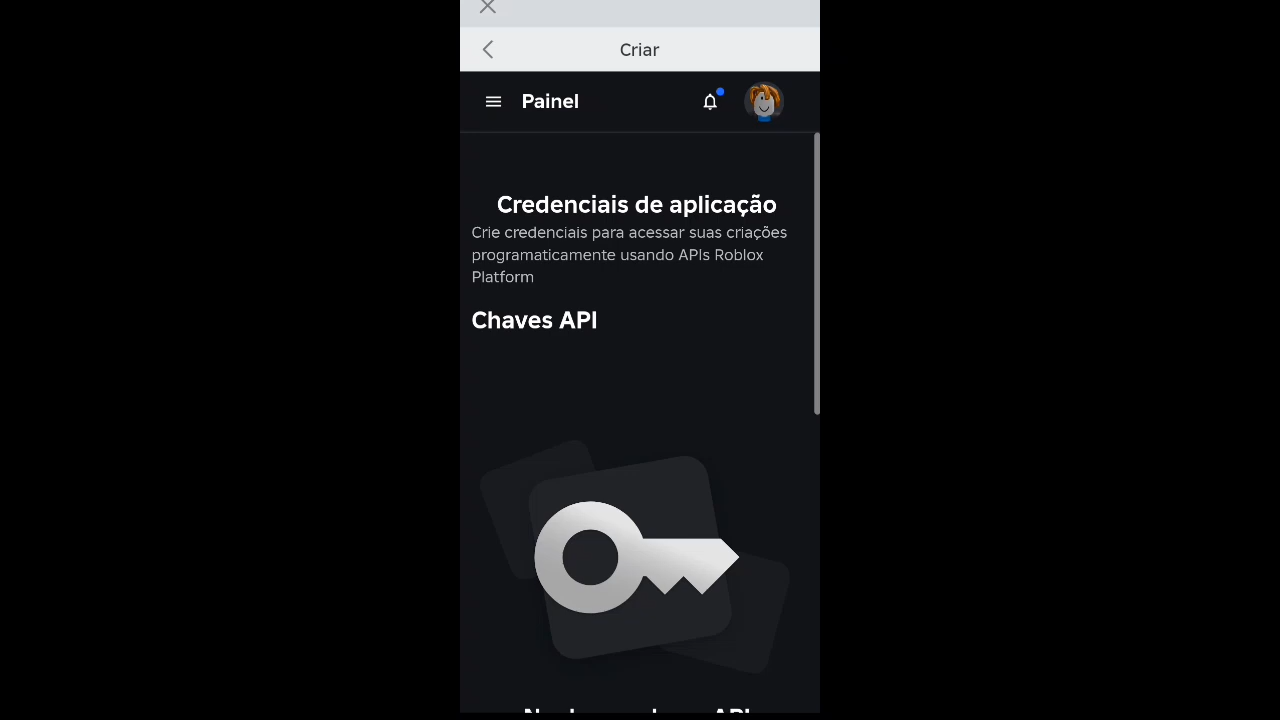 Criar
Painel
Credenciais de aplicação
Crie credenciais para acessar suas criações
programaticamente usando APIs Roblox
Platform
Chaves API